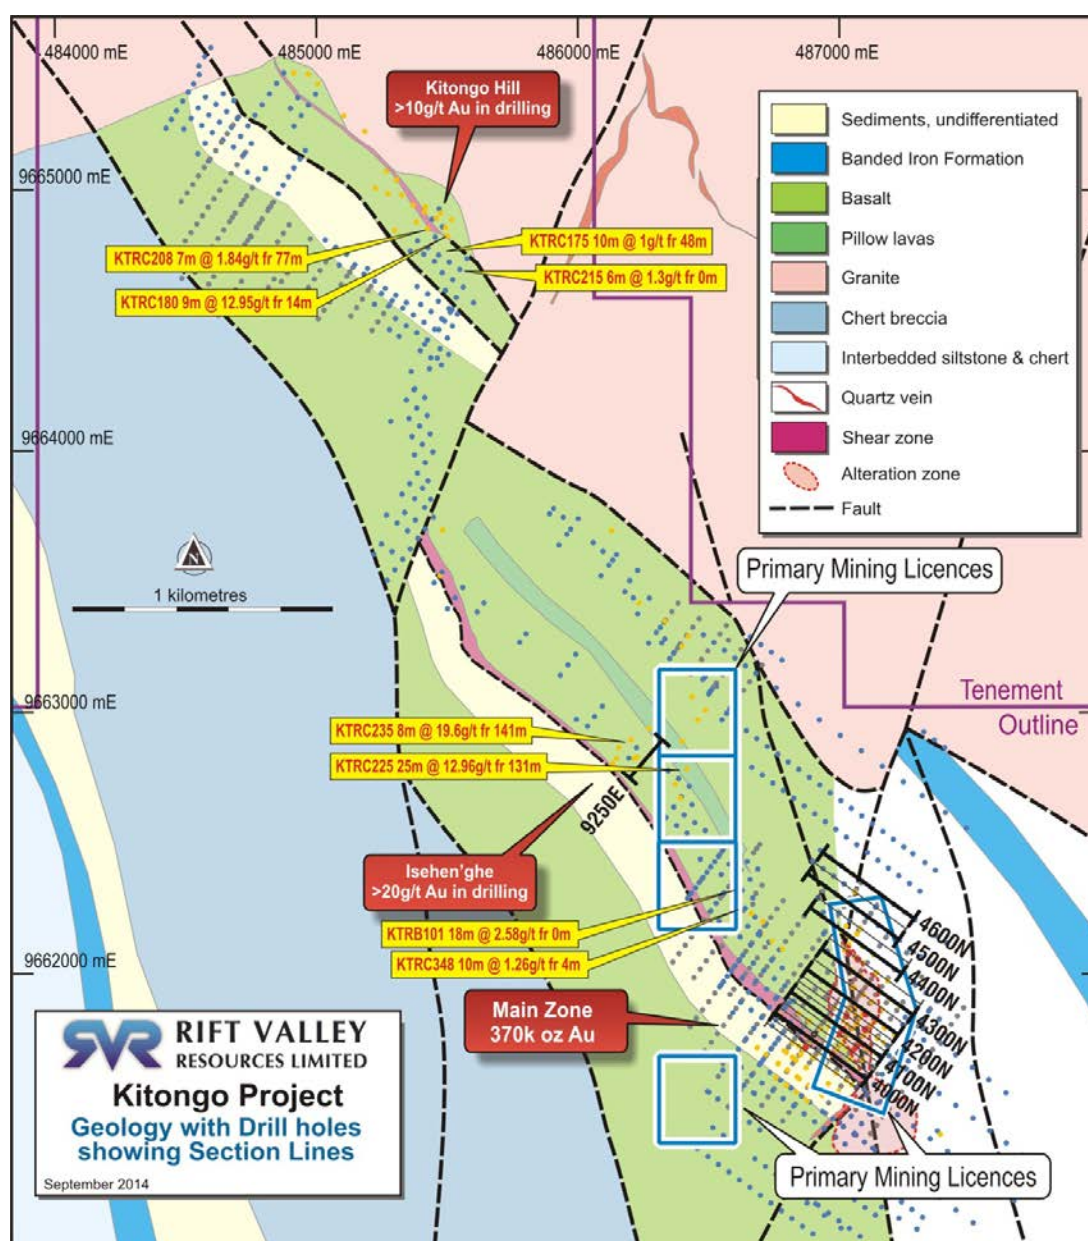 484000 mE
485000 mE
486000 mE
487000 mE
Kitongo Hill
>10g/t Au in drilling
Sediments, undifferentiated
Banded Iron Formation
Basalt
Pillow lavas
Granite
Chert breccia
Interbedded siltstone & chert
Quartz vein
Shear zone
Alteration zone
Fault
9665000 mE
KTRC208 7m @ 1.84g/t fr 77m
KTRC175 10m @ 1g/t fr 48m
KTRC215 6m @ 1.3g/t fr 0m
KTRC180 9m @ 12.95g/t fr 14m
9664000 mE
N
1 kilometres
Primary Mining Licences
9663000 mE
Tenement
Outline
KTRC235 8m @ 19.6g/t fr 141m
KTRC225 25m @ 12.96g/t fr 131m
9250E
Isehen'ghe
>20g/t Au in drilling
KTRB101 18m @ 2.58g/t fr 0m
KTRC348 10m @ 1.26g/t fr 4m
9662000 mE
4600N
4500N
4400N
4300N
4200N
4700N
4000N
Main Zone
370k oz Au
Primary Mining Licences
SVR RIFT VALLEY
RESOURCES LIMITED
Kitongo Project
Geology with Drill holes
showing Section Lines
September 2014